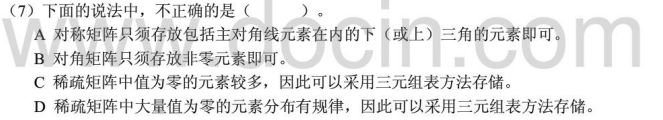 （7）下面的说法中，不正确的是（　　）。
A 对称矩阵只须存放包括主对角线元素在内的下（或上）三角的元素即可。
B 对角矩阵只须存放非零元素即可。
C 稀疏矩阵中值为零的元素较多，因此可以采用三元组表方法存储。
D 稀疏矩阵中大量值为零的元素分布有规律，因此可以采用三元组表方法存储。
www.docin.com